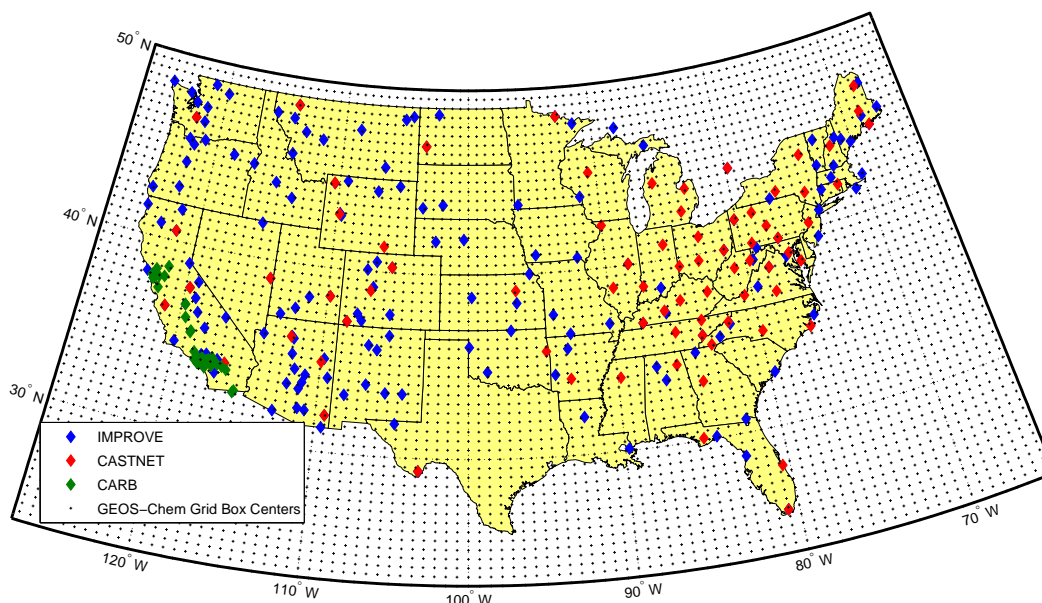 50° N
40° N
30° N
IMPROVE
CASTNET
CARB
GEOS−Chem Grid Box Centers
120° W
110° W
100° W
90° W
80° W
70° W